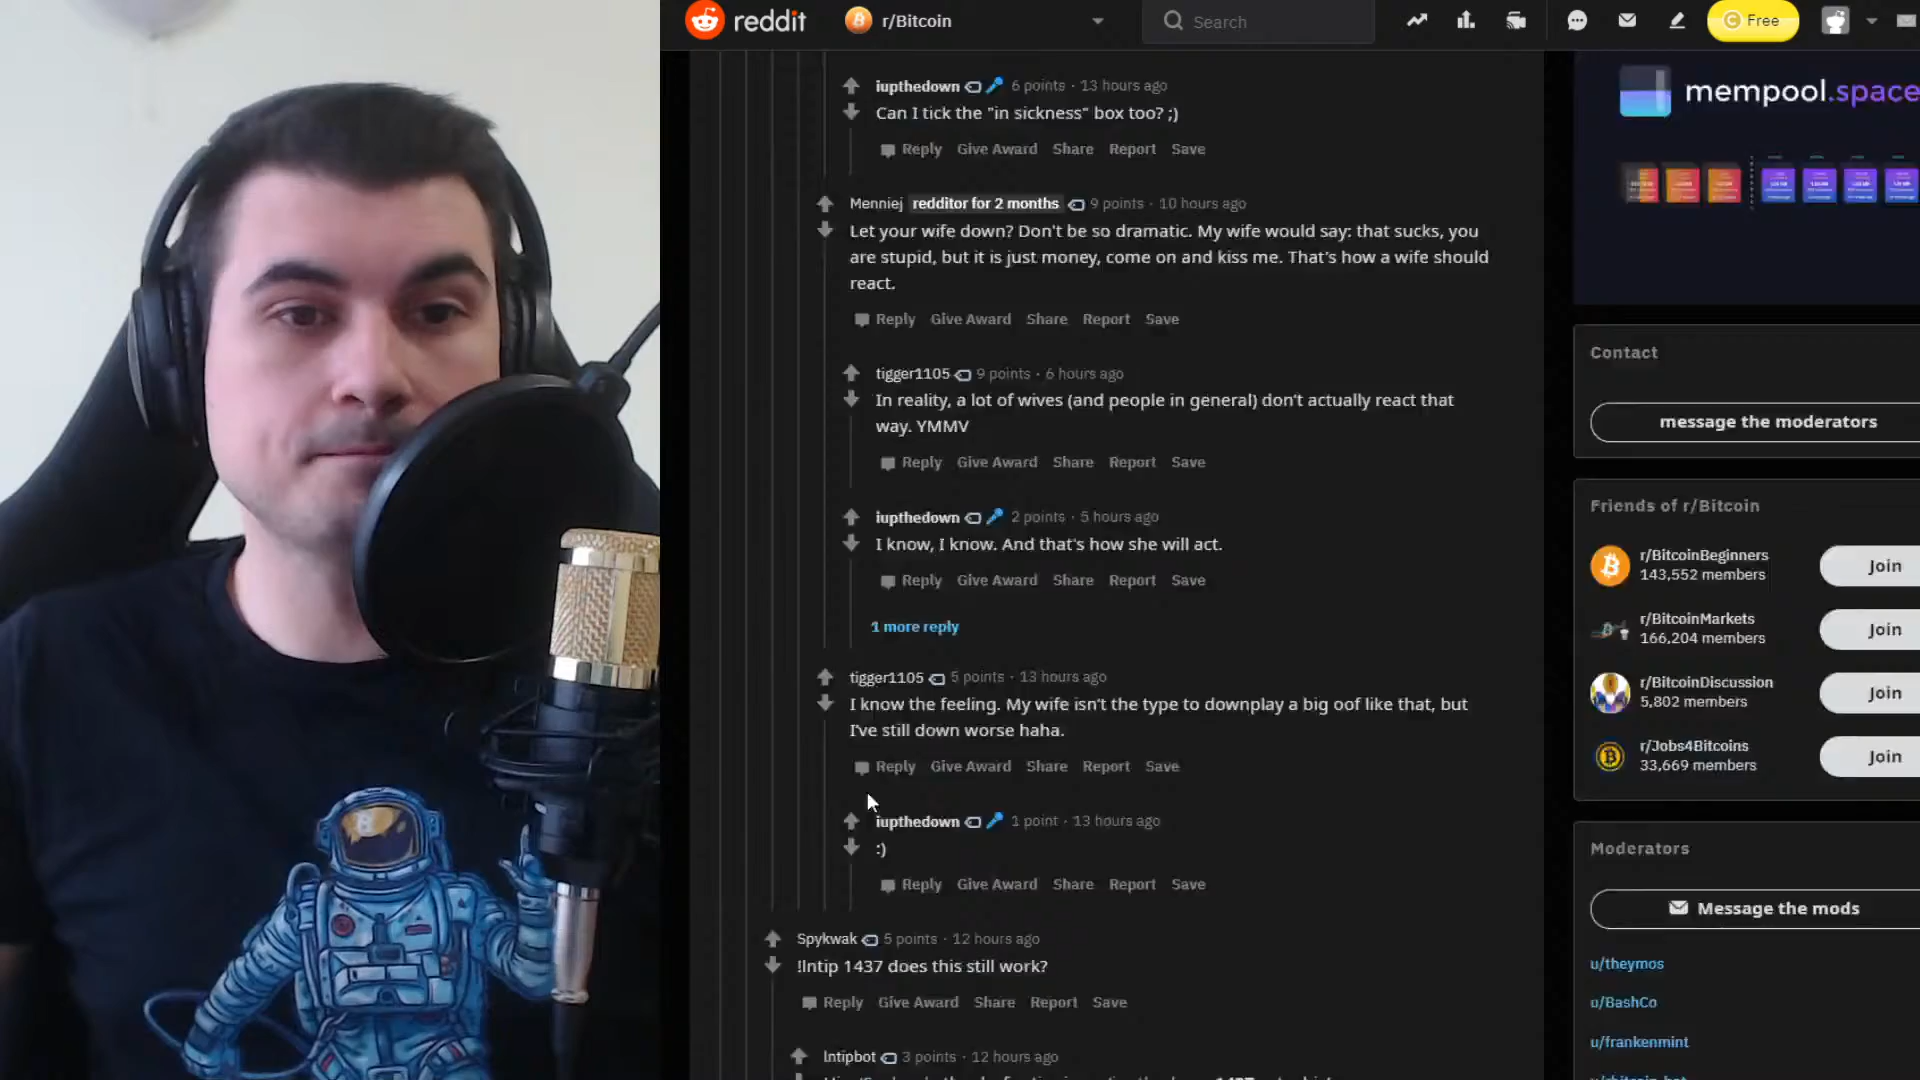 reddit
r/Bitcoin
Search
Free
iupthedown 6 points · 13 hours ago
Can I tick the "in sickness" box too? ;)
Reply Give Award Share Report Save
Menniej redditor for 2 months 9 points · 10 hours ago
Let your wife down? Don't be so dramatic. My wife would say: that sucks, you
are stupid, but it is just money, come on and kiss me. That's how a wife should
react.
Reply Give Award Share Report Save
tigger1105 9 points · 6 hours ago
In reality, a lot of wives (and people in general) don't actually react that
way. YMMV
Reply Give Award Share Report Save
iupthedown 2 points · 5 hours ago
I know, I know. And that's how she will act.
Reply Give Award Share Report Save
1 more reply
tigger1105 5 points · 13 hours ago
I know the feeling. My wife isn't the type to downplay a big oof like that, but
I've still down worse haha.
Reply Give Award Share Report Save
iupthedown 1 point · 13 hours ago
:)
Reply Give Award Share Report Save
Spykwak 5 points · 12 hours ago
!lntip 1437 does this still work?
Reply Give Award Share Report Save
lntipbot 3 points · 12 hours ago
mempool.space
Contact
message the moderators
Friends of r/Bitcoin
r/BitcoinBeginners
143,552 members
Join
r/BitcoinMarkets
166,204 members
Join
r/BitcoinDiscussion
5,802 members
Join
r/Jobs4Bitcoins
33,669 members
Join
Moderators
Message the mods
u/theymos
u/BashCo
u/frankenmint